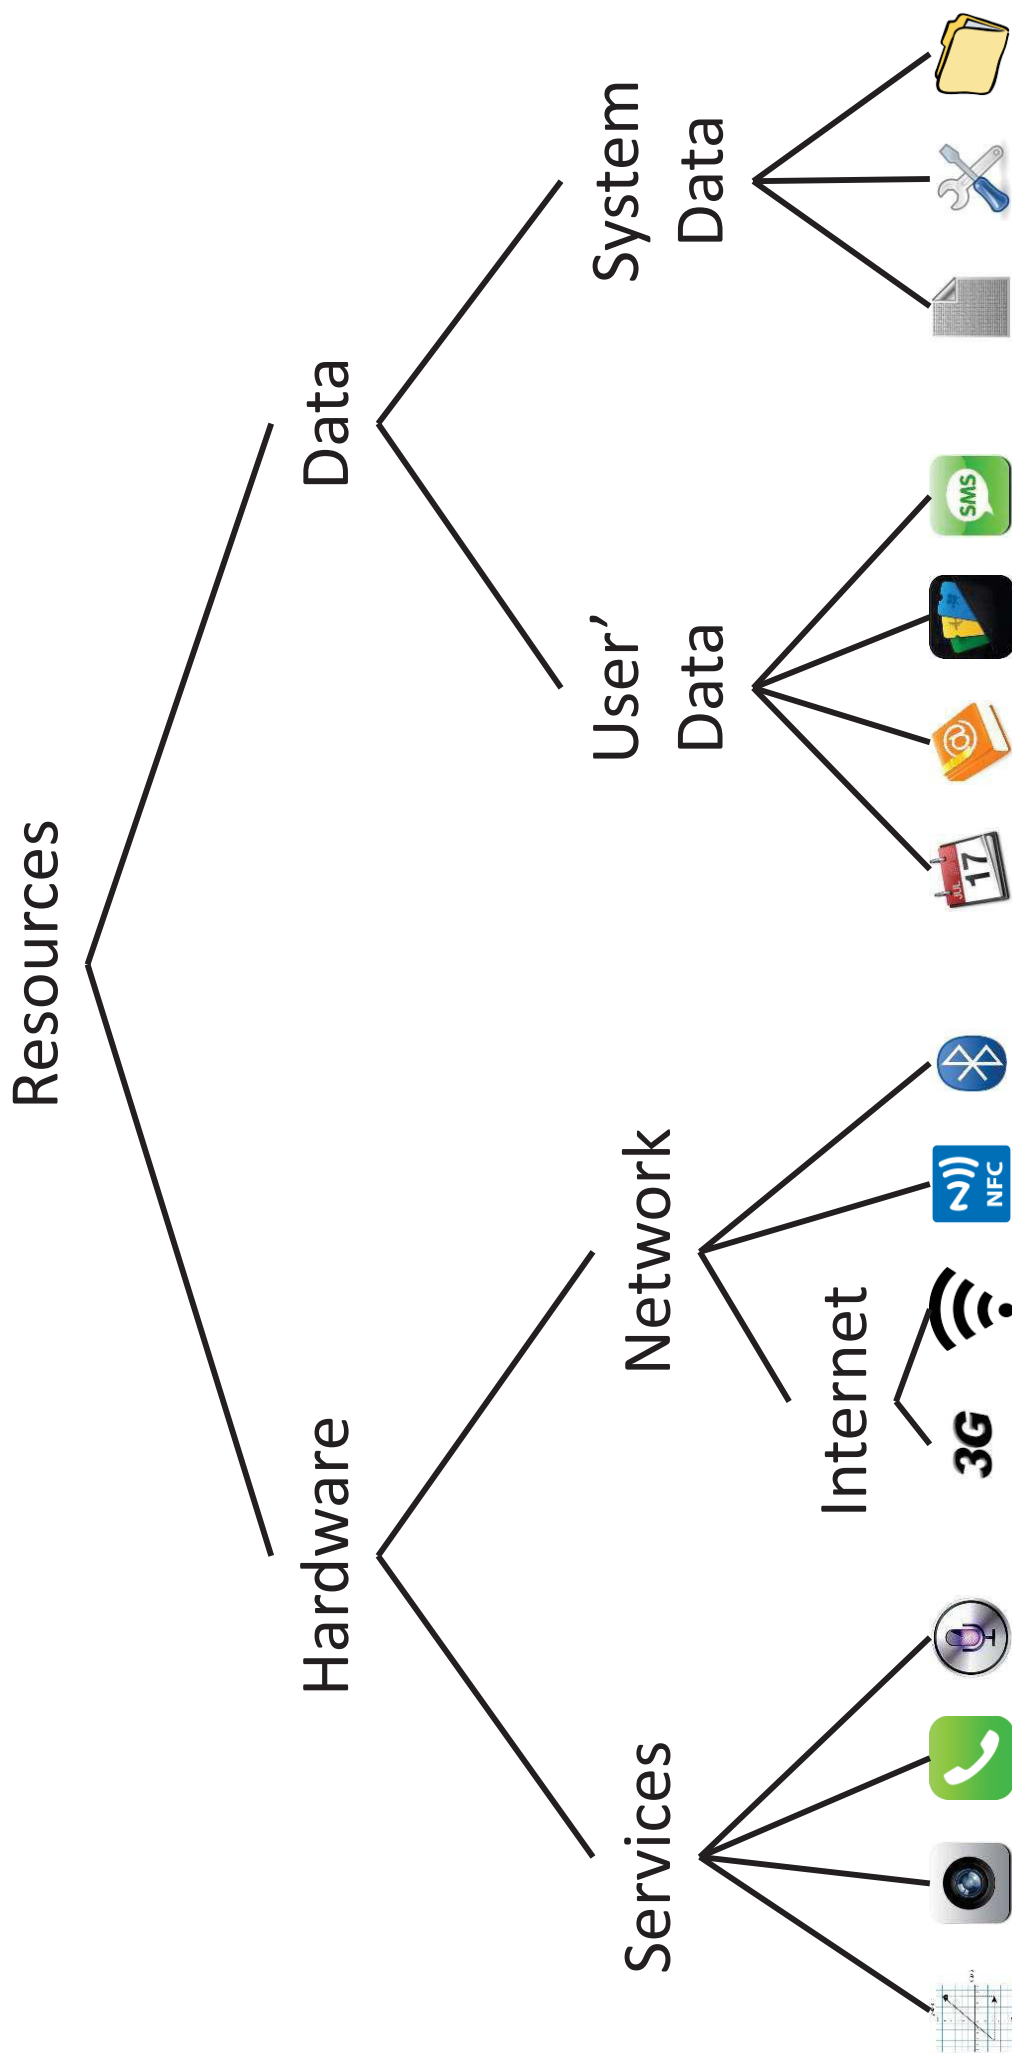 Resources
Hardware
Data
Services
Network
User'
Data
System
Data
Internet
3G
NFC
JUL
17
@
SMS